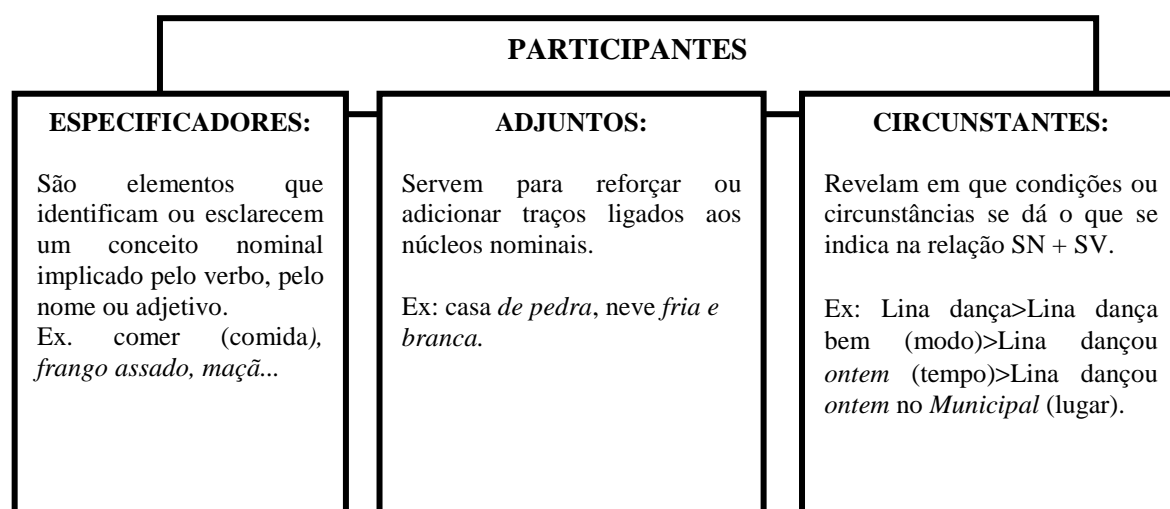 PARTICIPANTES
ESPECIFICADORES:
São elementos que
identificam ou esclarecem
um conceito nominal
implicado pelo verbo, pelo
nome ou adjetivo.
Ex. comer (comida),
frango assado, maçã...
ADJUNTOS:
Servem para reforçar ou
adicionar traços ligados aos
núcleos nominais.
Ex: casa de pedra, neve fria e
branca.
CIRCUNSTANTES:
Revelam em que condições ou
circunstâncias se dá o que se
indica na relação SN + SV.
Ex: Lina dança>Lina dança
bem (modo)>Lina dançou
ontem (tempo)>Lina dançou
ontem no Municipal (lugar).